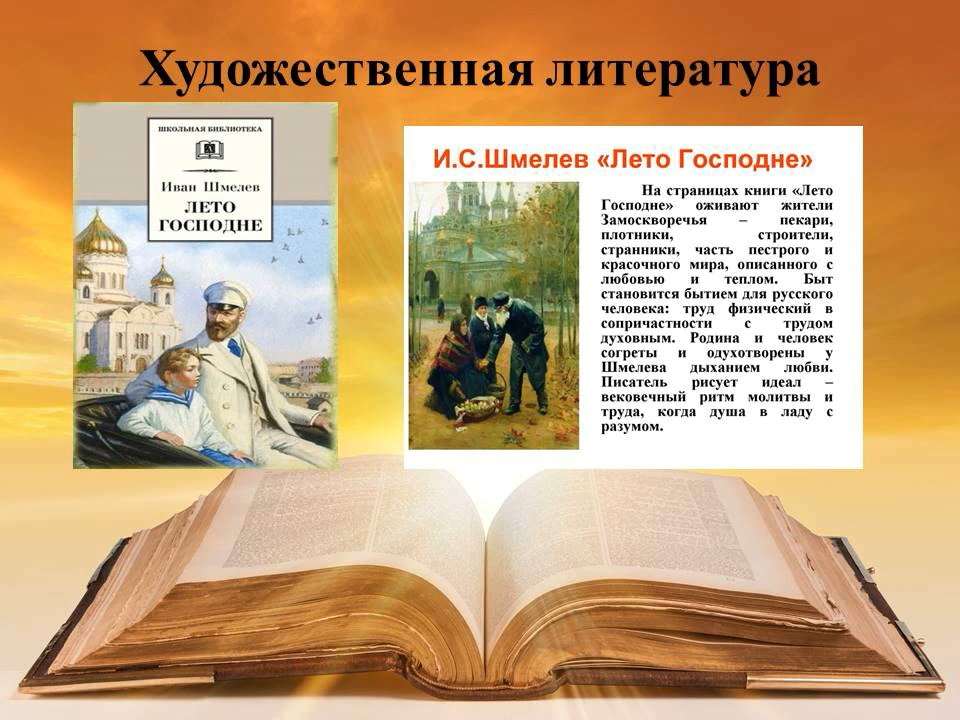 Художественная литература
ШКОЛЬНАЯ БИБЛИОТЕКА
Иван Шмелев
ЛЕТО
ГОСПОДНЕ
И.С.Шмелев «Лето Господне»
На страницах книги «Лето
Господне» оживают жители
Замоскворечья – пекари,
плотники, строители,
странники, часть пестрого и
красочного мира, описанного с
любовью и теплом. Быт
становится бытием для русского
человека: труд физический в
сопричастности с трудом
духовным. Родина и человек
согреты и одухотворены у
Шмелева дыханием любви.
Писатель рисует идеал –
вековечный ритм молитвы и
труда, когда душа в ладу с
разумом.